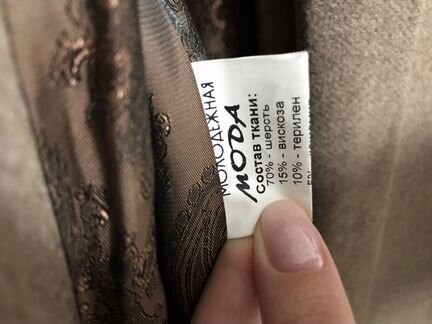 МОЛОДЕЖНАЯ
МОДА
Состав ткани:
70% - шерсть
15% - вискоза
10% - терилен